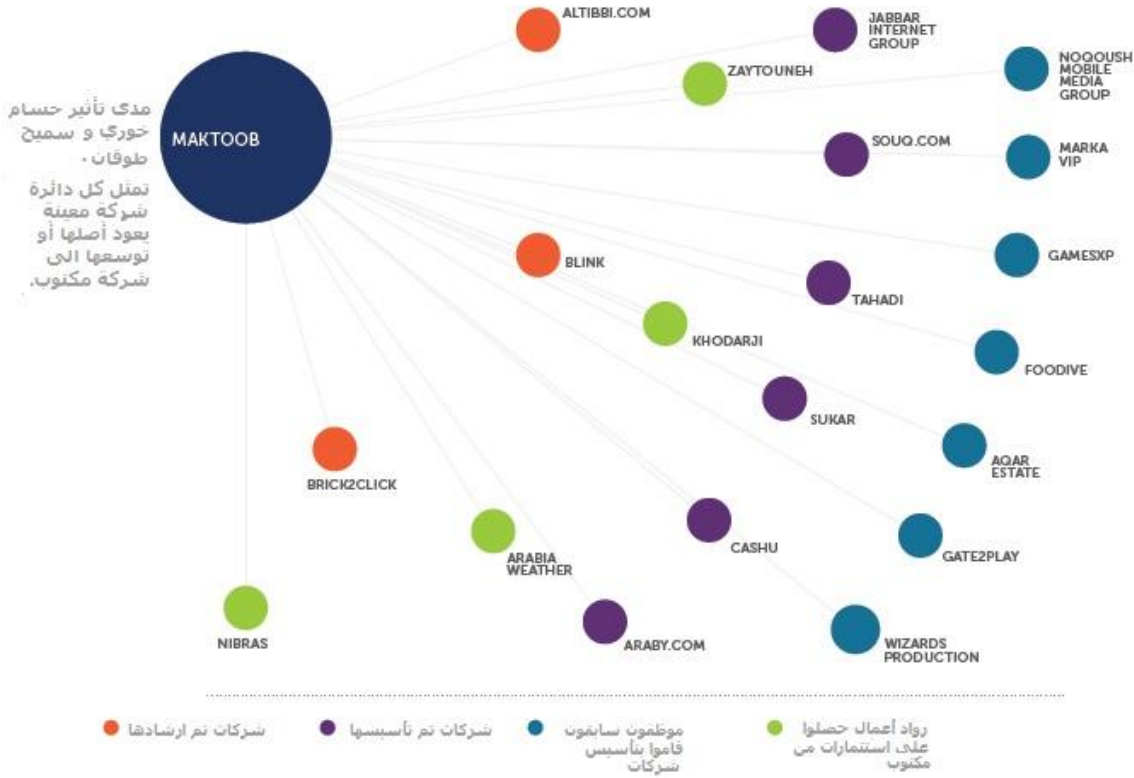 ALTIBBI.COM
JABBAR
INTERNET
GROUP
ZAYTOUNEH
NOQOUSH
MOBILE
MEDIA
GROUP
مدى تأثير حسام
خوري و سميح
طوقان.
MAKTOOB
SOUQ.COM
MARKA
VIP
تمثل كل دائرة
شركة معينة
يعود أصلها أو
توسعها الى
شركة مكتوب.
BLINK
GAMESXP
TAHADI
KHODARJI
FOODIVE
SUKAR
AQAR
ESTATE
BRICK2CLICK
ARABIA
WEATHER
CASHU
GATE2PLAY
NIBRAS
ARABY.COM
WIZARDS
PRODUCTION
شركات تم ارشادها
شركات تم تأسيسها
موظفون سابقون
قاموا بتأسيس
شركات
رواد أعمال حصلوا
على استثمارات من
مكتوب